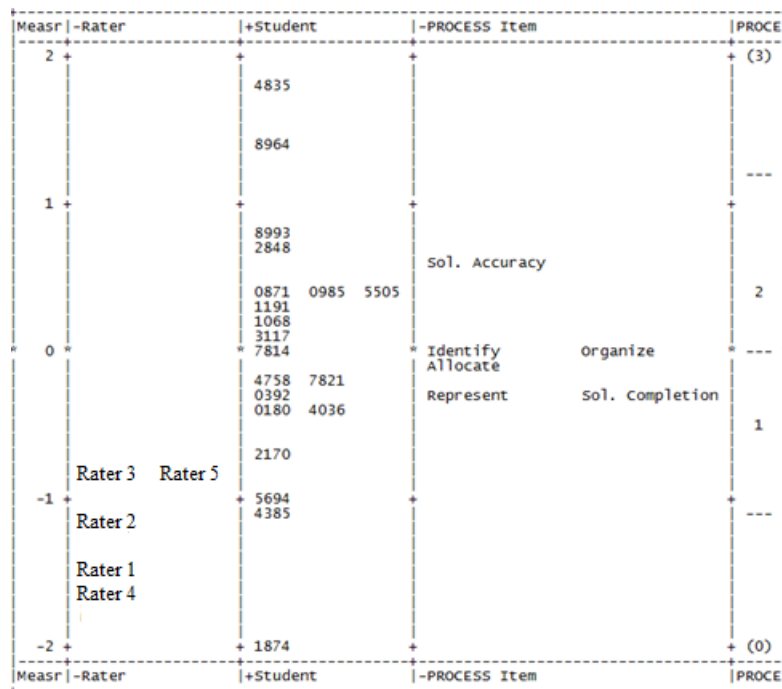 |Measr|-Rater |+Student |-PROCESS Item |PROCE
2 + + + + (3)
4835
8964
---
1 + + + +
8993
2848
Sol. Accuracy
0871 0985 5505 2
1191
1068
3117
* 0 * * 7814 * Identify Organize * ---
Allocate
4758 7821
0392 Represent Sol. Completion
0180 4036
1
2170
Rater 3 Rater 5
-1 + + 5694 + +
4385 ---
Rater 2
Rater 1
Rater 4
-2 + + 1874 + + (0)
|Measr|-Rater |+Student |-PROCESS Item |PROCE